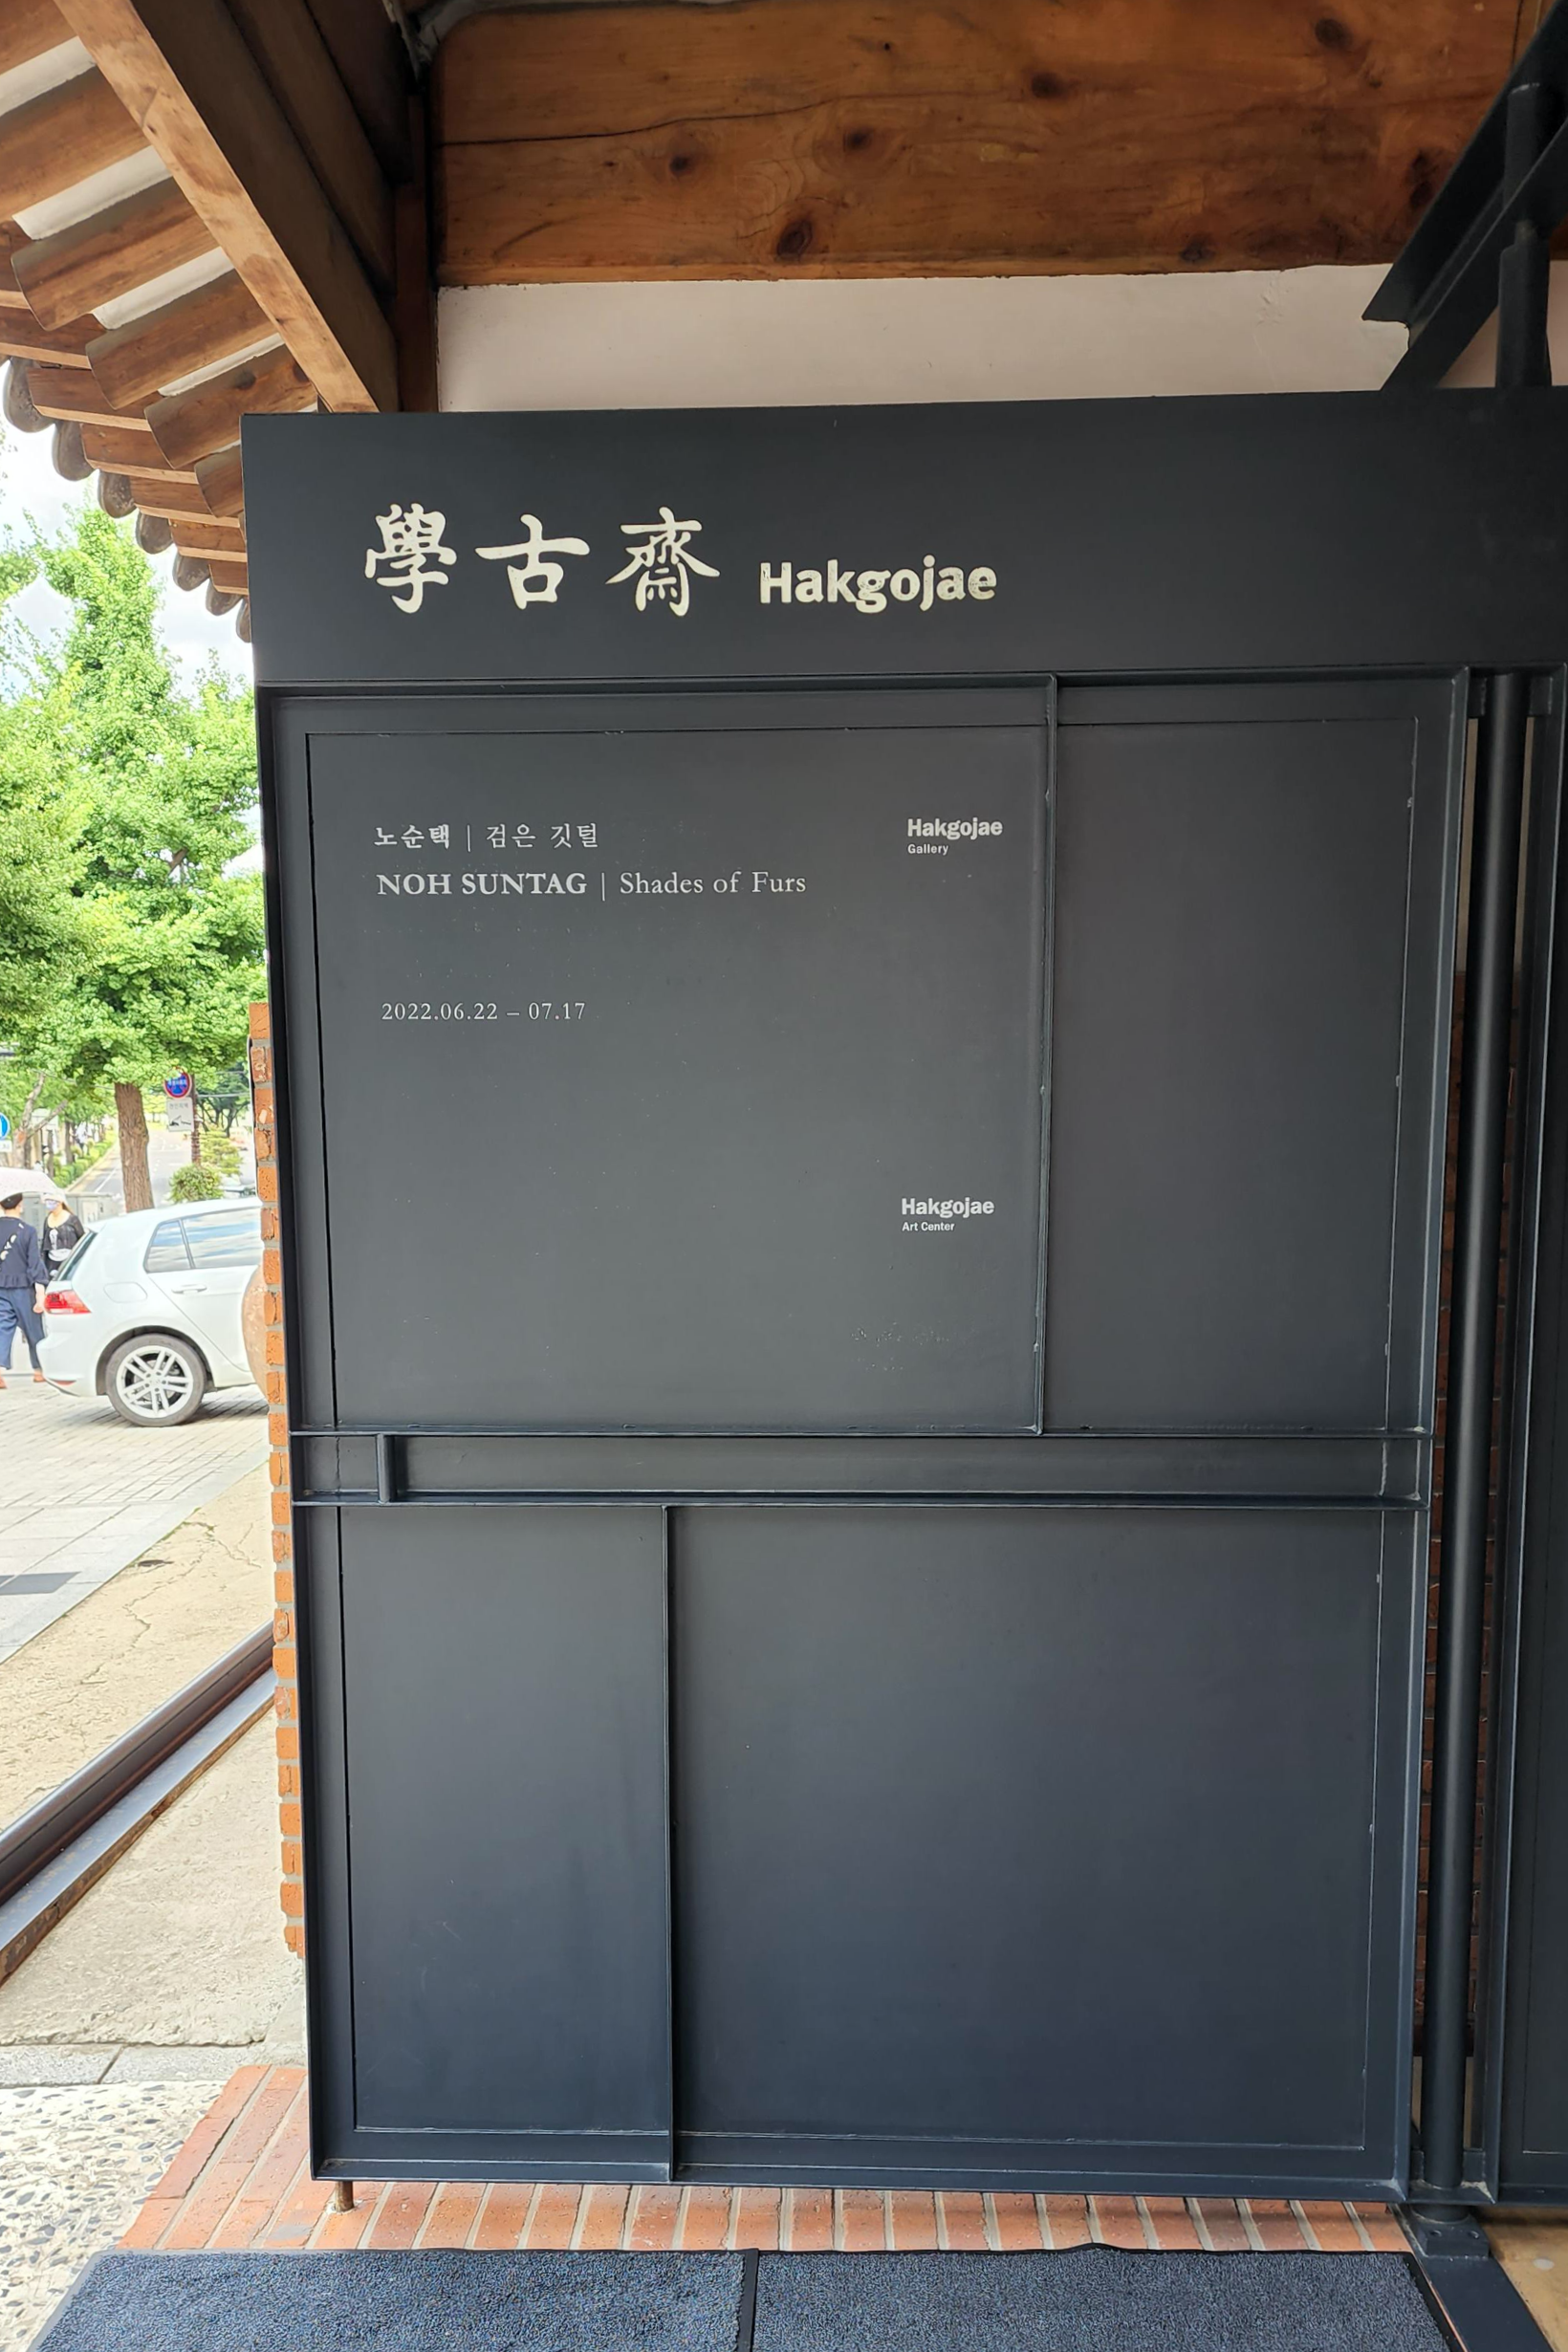 學古齋 Hakgojae
노순택 | 검은 깃털
NOH SUNTAG | Shades of Furs
2022.06.22 – 07.17
Hakgojae
Gallery
Hakgojae
Art Center